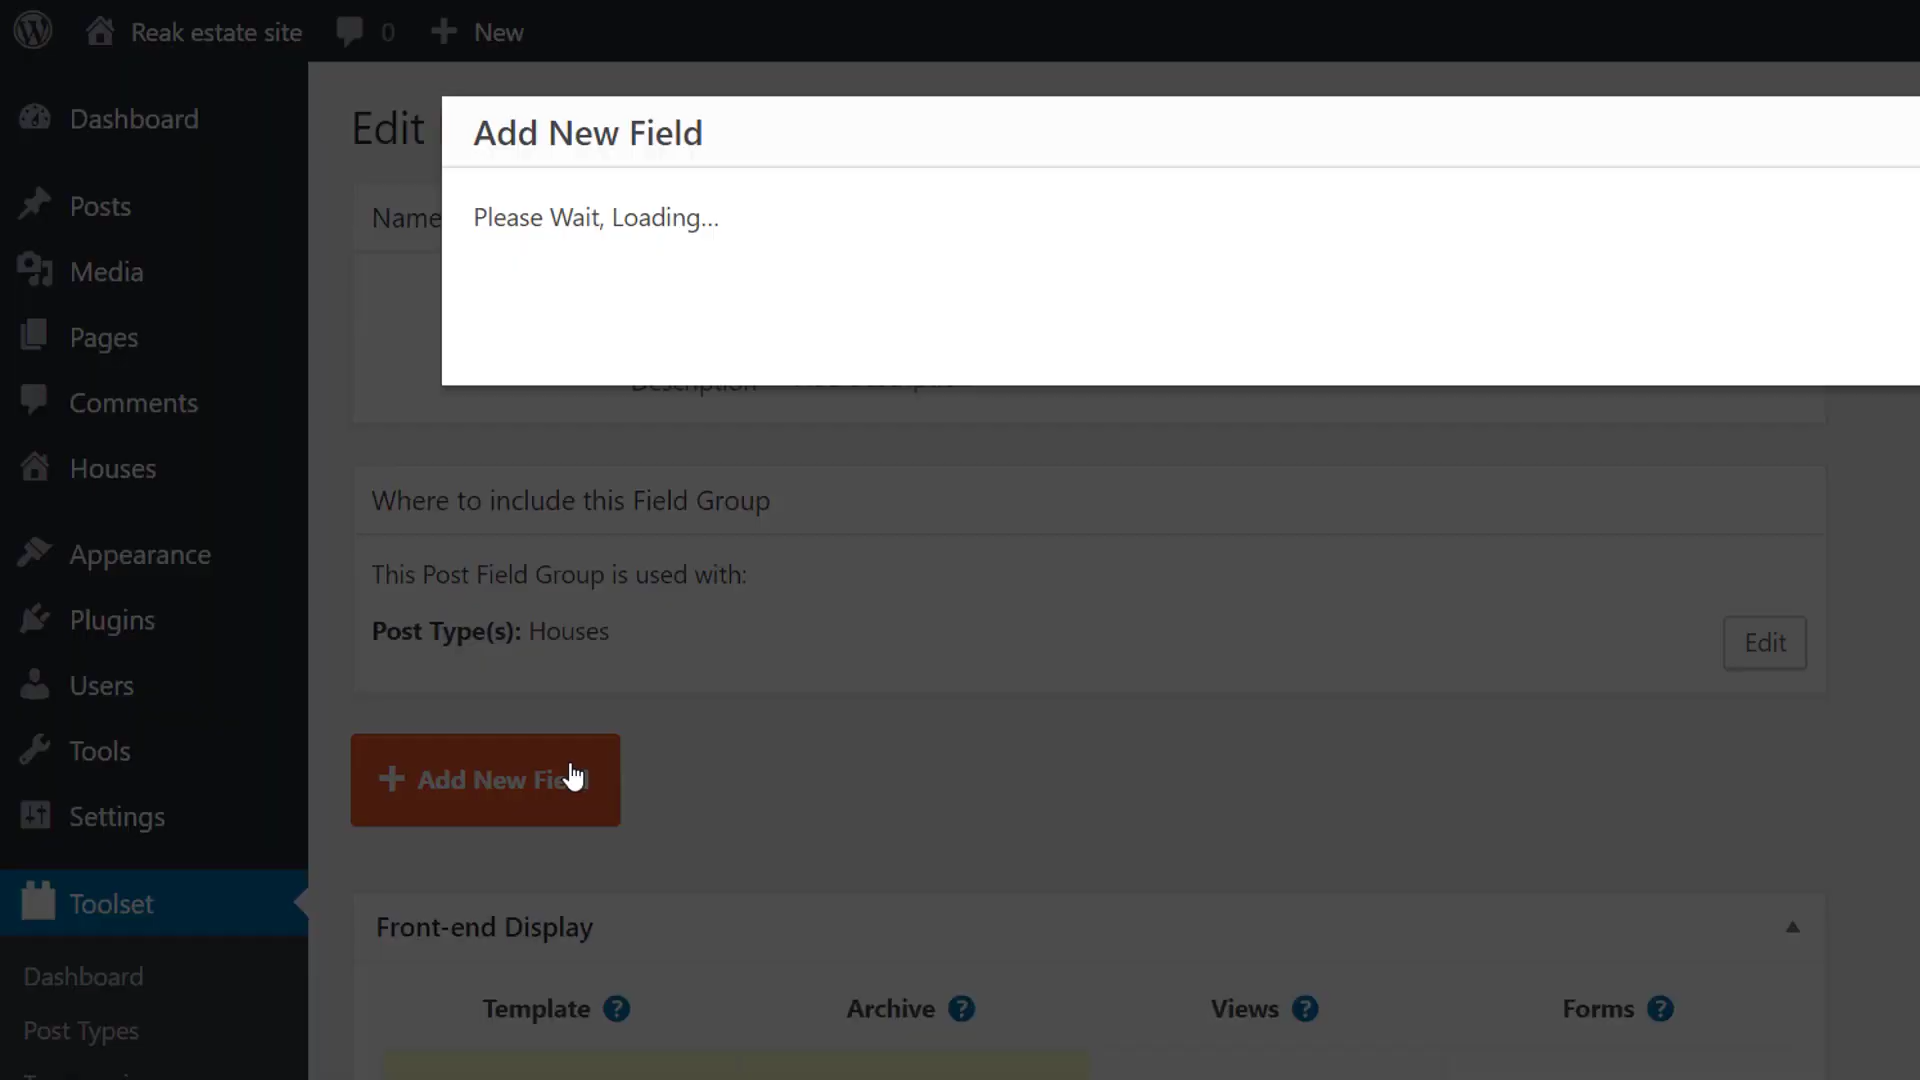 Reak estate site 0 New
Dashboard
Posts
Media
Pages
Comments
Houses
Appearance
Plugins
Users
Tools
Settings
Toolset
Dashboard
Post Types
Edit
Add New Field
Please Wait, Loading...
Name
Description
Where to include this Field Group
This Post Field Group is used with:
Post Type(s): Houses
Edit
Add New Field
Front-end Display
Template ? Archive ? Views ? Forms ?